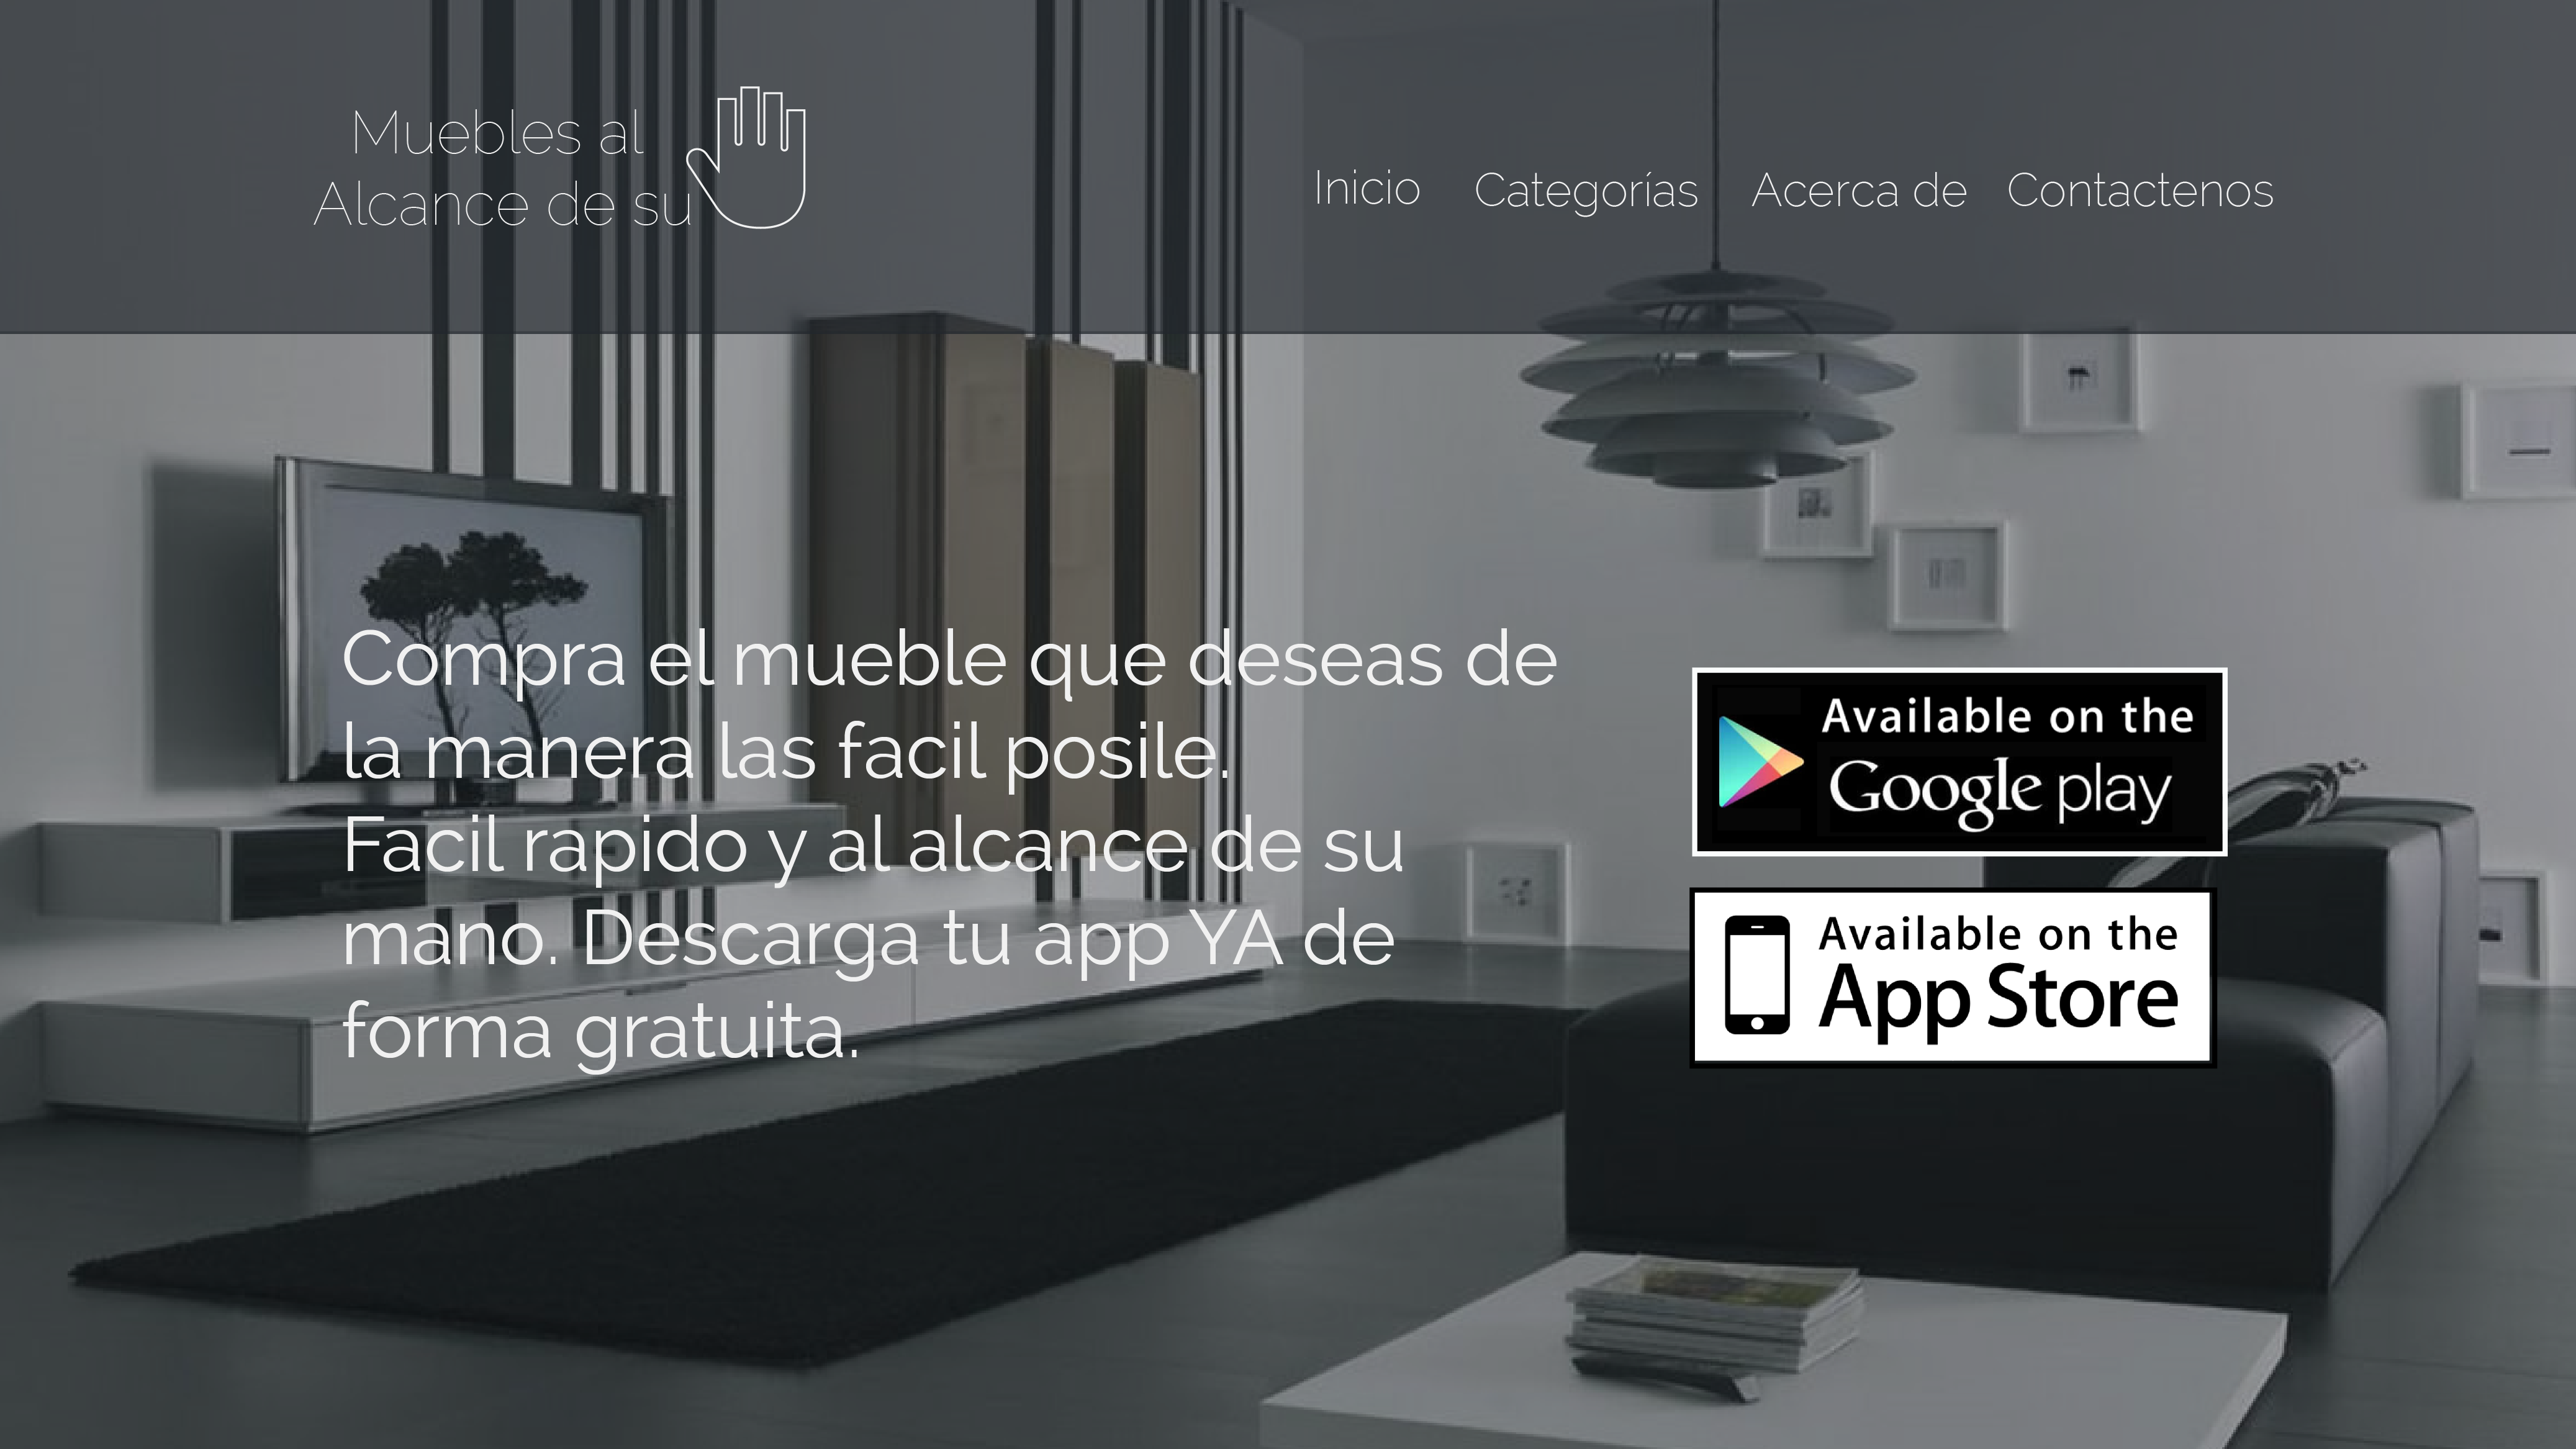 Muebles al
Alcance de su
Inicio Categorías Acerca de Contactenos
Compra el mueble que deseas de
la manera las facil posile.
Facil rapido y al alcance de su
mano. Descarga tu app YA de
forma gratuita.
Available on the
Google play
Available on the
App Store